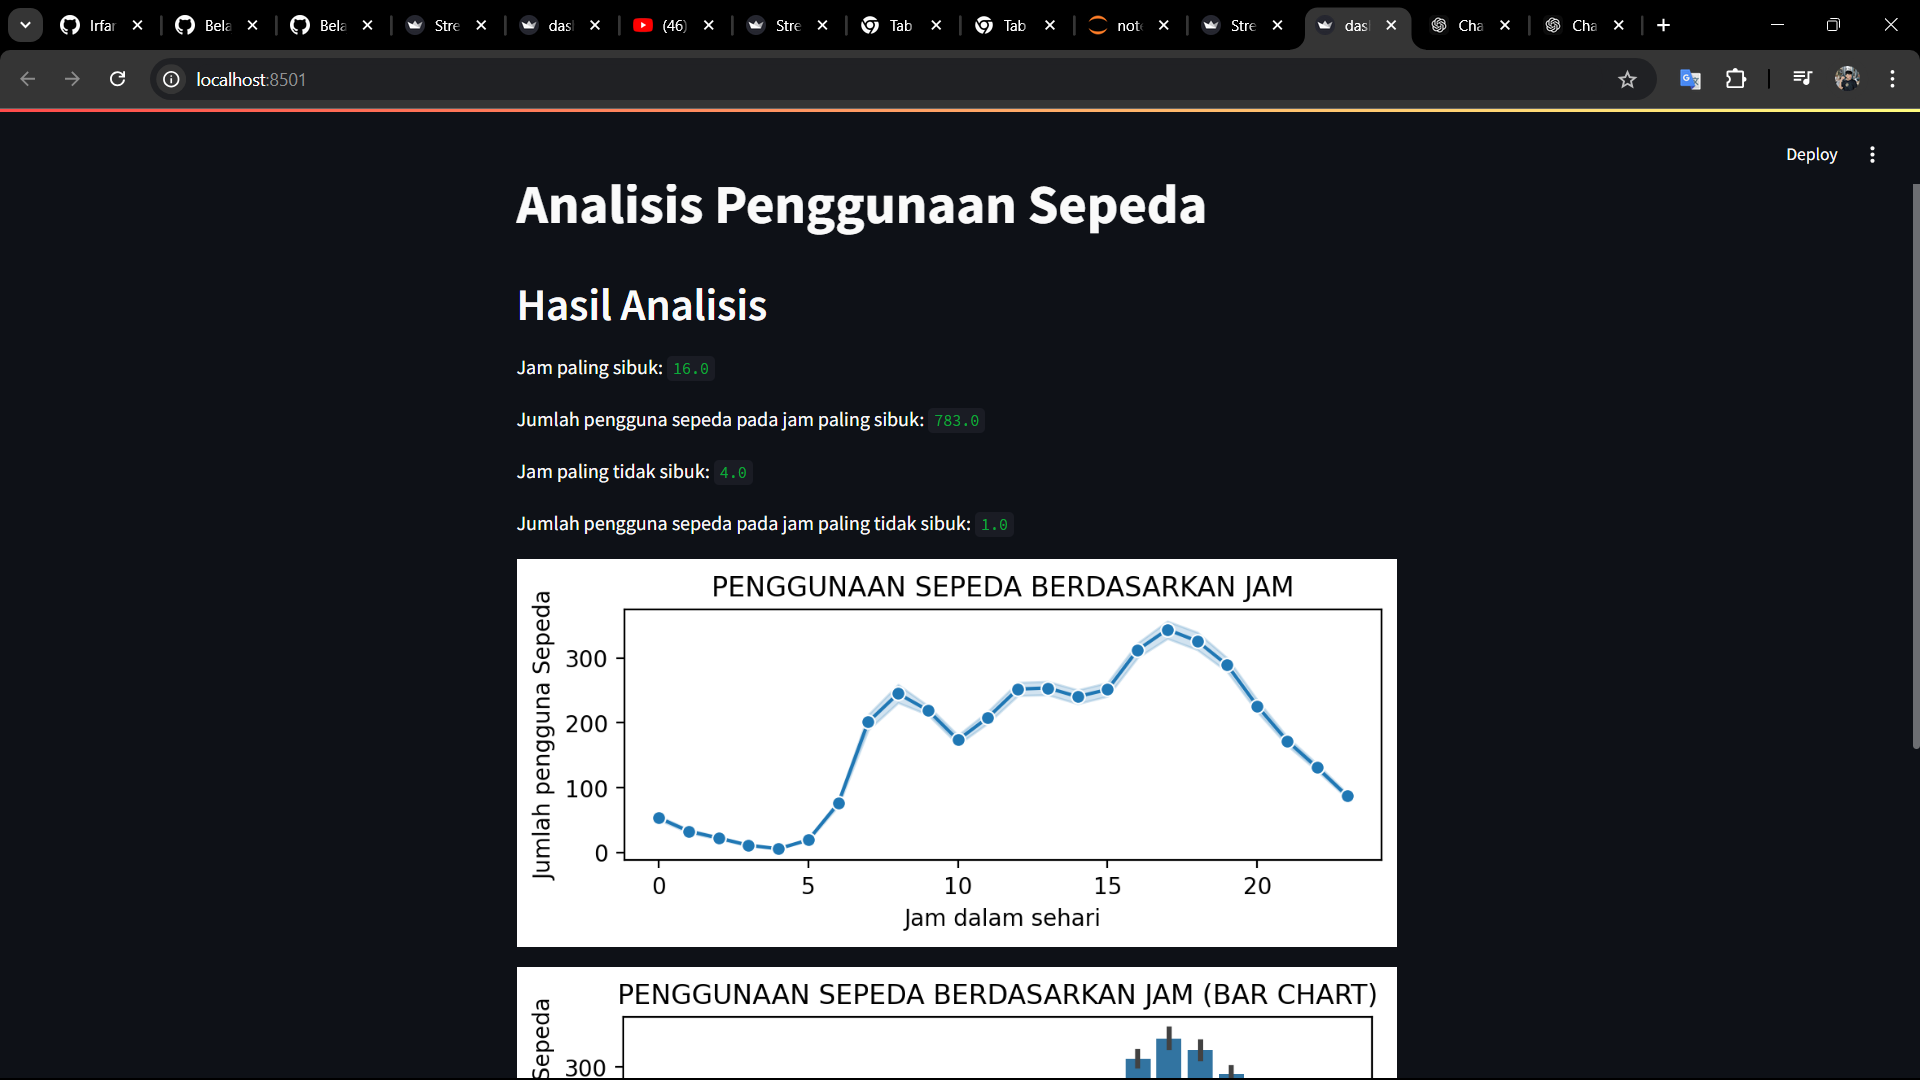 Irfar
Bela
Bela
Stre
das
(46)
Stre
Tab
Tab
not
Stre
das
Cha
Cha
localhost:8501
Deploy
Analisis Penggunaan Sepeda
Hasil Analisis
Jam paling sibuk: 16.0
Jumlah pengguna sepeda pada jam paling sibuk: 783.0
Jam paling tidak sibuk: 4.0
Jumlah pengguna sepeda pada jam paling tidak sibuk: 1.0
PENGGUNAAN SEPEDA BERDASARKAN JAM
Jumlah pengguna Sepeda
300
200
100
0
0 5 10 15 20
Jam dalam sehari
PENGGUNAAN SEPEDA BERDASARKAN JAM (BAR CHART)
Sepeda
300